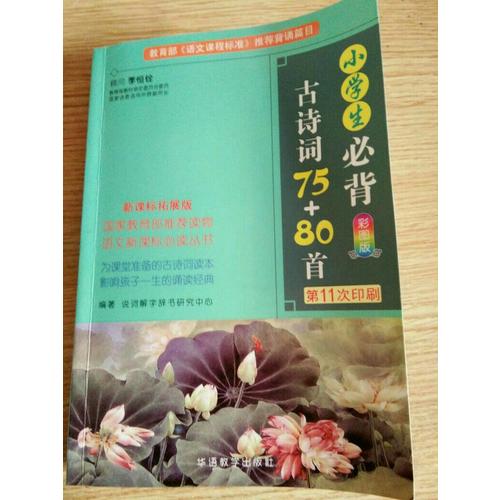 教育部《语文课程标准》推荐背诵篇目
顾问 李恒铨
小学生
必背
古诗词
75
+
80
首
彩图版
第11次印刷
新课标拓展版
国家教育部推荐读物
语文新课标必读丛书
为课堂准备的古诗词读本
影响孩子一生的诵读经典
编著 说词解字辞书研究中心
华语教学出版社